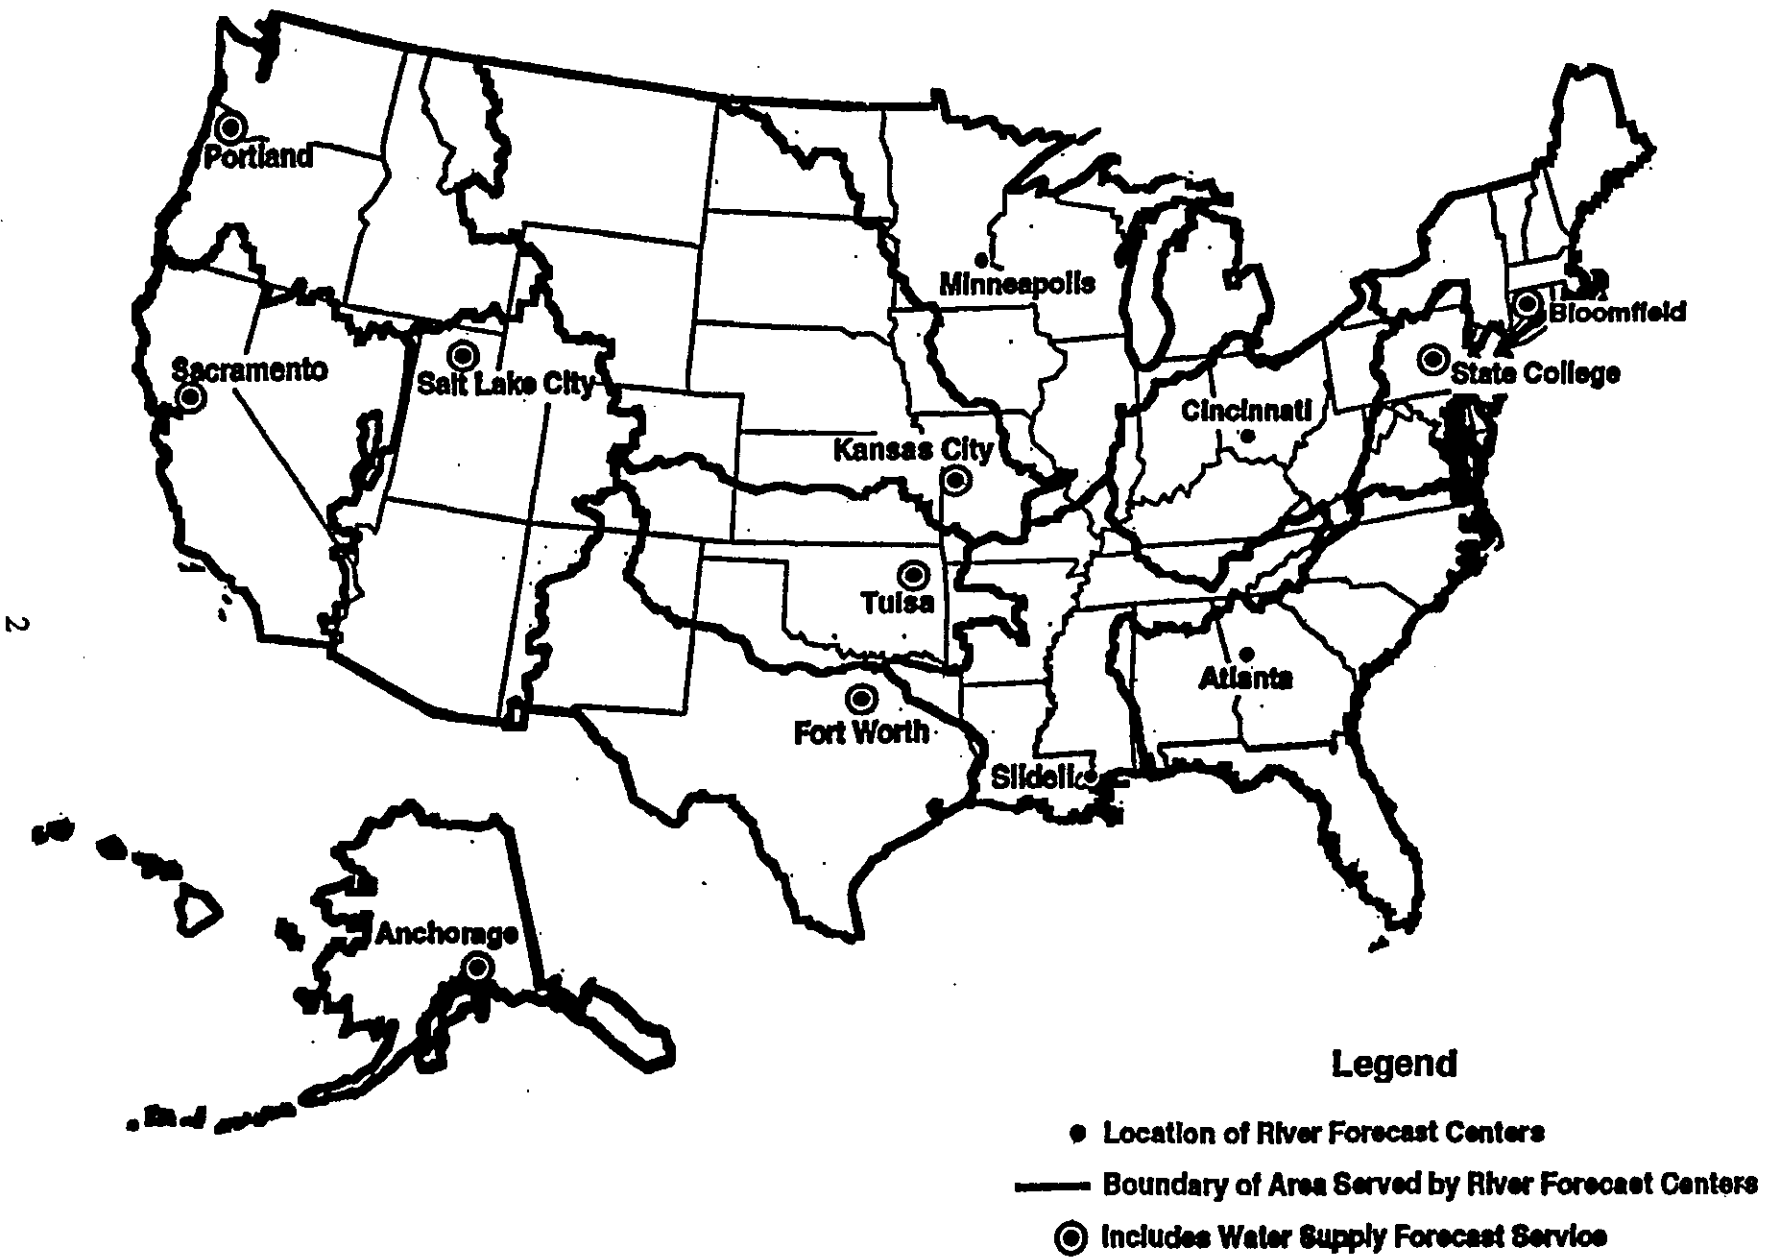 Portland
Minneapolis
Bloomfield
Sacramento
Salt Lake City
State College
Cincinnati
Kansas City
Tulsa
2
Atlanta
Fort Worth
Slidell
Anchorage
Legend
Location of River Forecast Centers
Boundary of Area Served by River Forecast Centers
Includes Water Supply Forecast Service